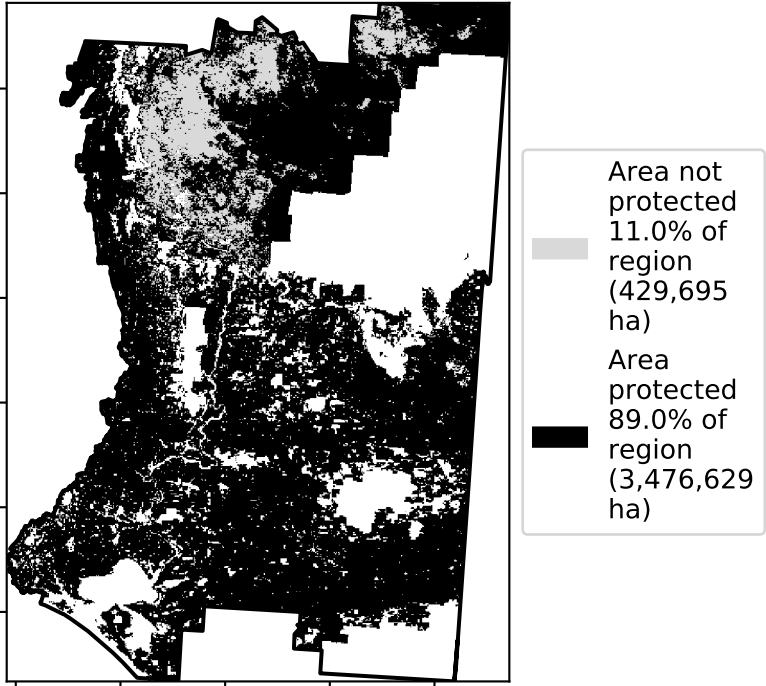 Area not
protected
11.0% of
region
(429,695
ha)
Area
protected
89.0% of
region
(3,476,629
ha)